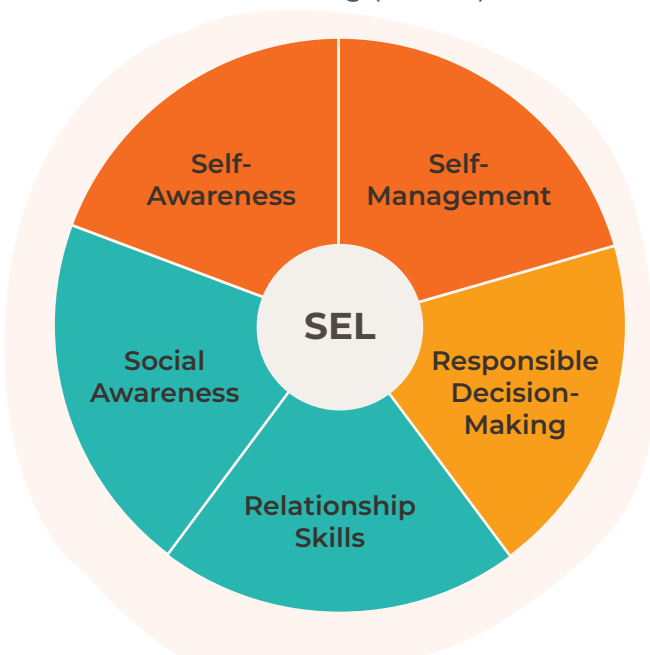 Self-
Awareness
Self-
Management
SEL
Social
Awareness
Responsible
Decision-
Making
Relationship
Skills